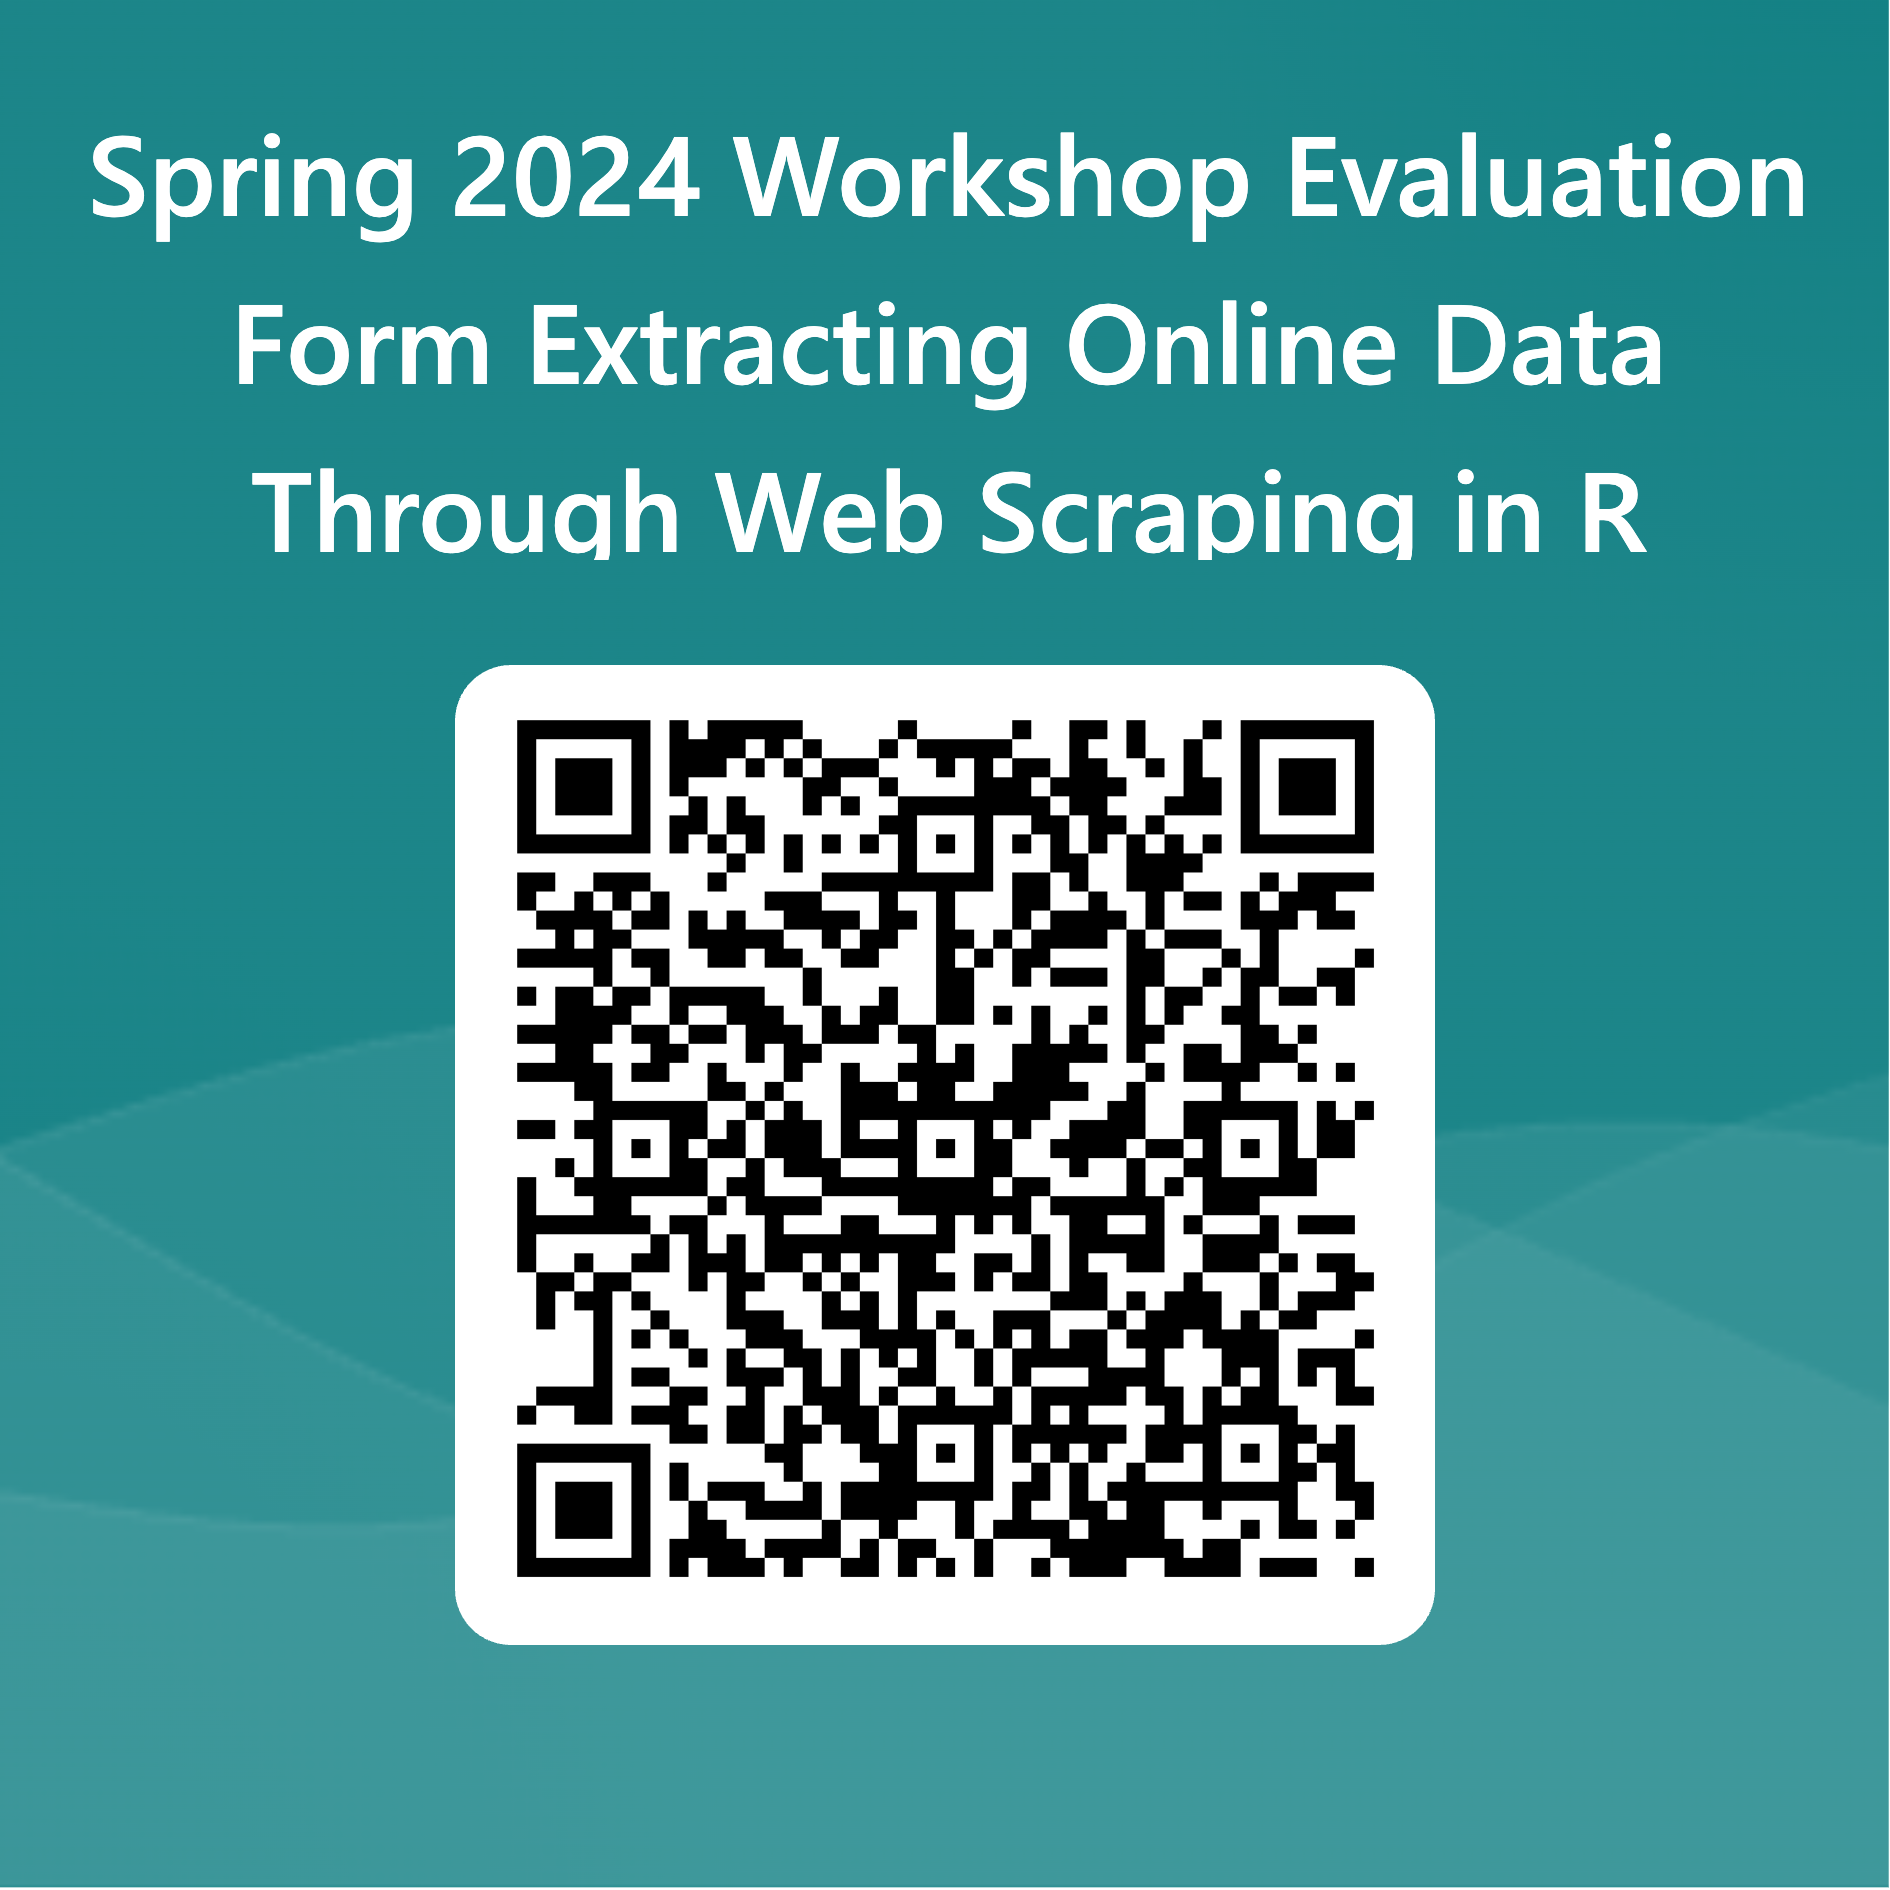 Spring 2024 Workshop Evaluation
Form Extracting Online Data
Through Web Scraping in R